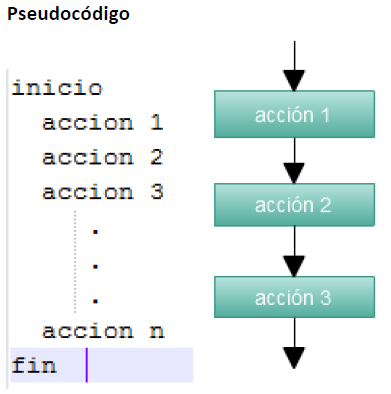 Pseudocódigo
inicio
accion 1
accion 2
accion 3
.
.
.
accion n
fin
acción 1
acción 2
acción 3